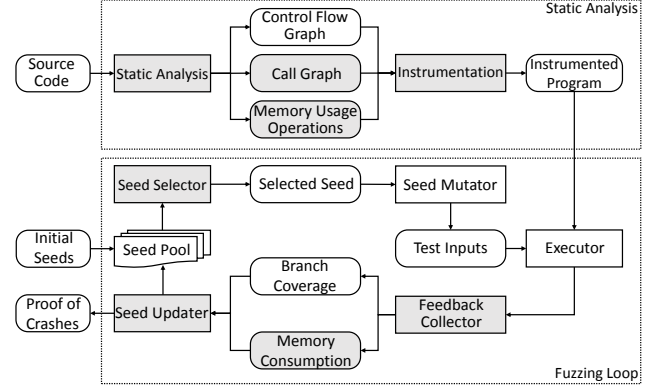 Static Analysis
Control Flow
Graph
Source
Code
Static Analysis
Call Graph
Instrumentation
Instrumented
Program
Memory Usage
Operations
Seed Selector
Selected Seed
Seed Mutator
Initial
Seeds
Seed Pool
Test Inputs
Executor
Branch
Coverage
Proof of
Crashes
Seed Updater
Feedback
Collector
Memory
Consumption
Fuzzing Loop